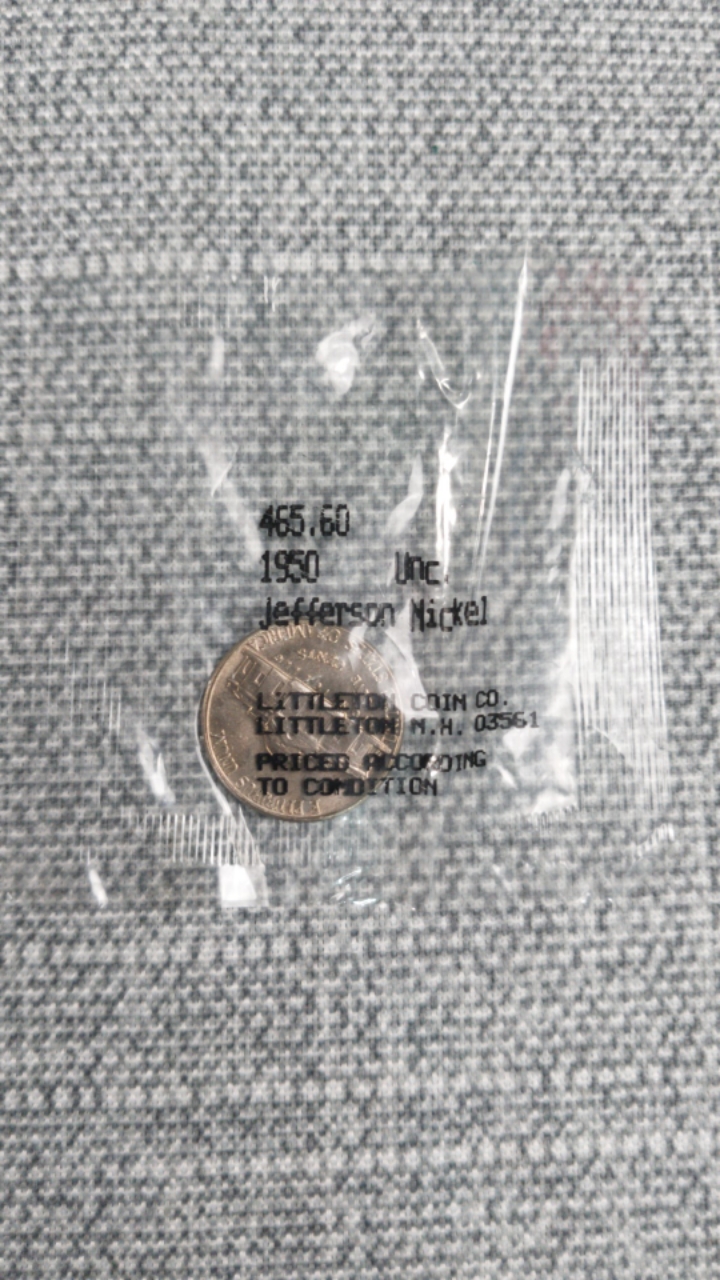 465.60
1950 Unc.
Jefferson Nickel
LITTLETON COIN CO.
LITTLETON N.H. 03561
PRICED ACCORDING
TO CONDITION